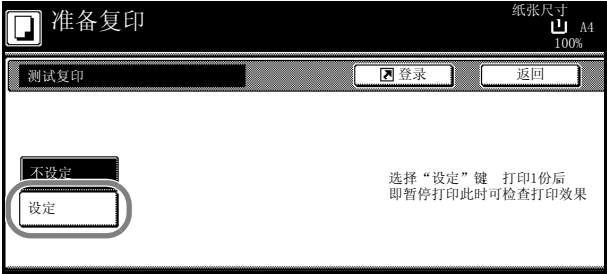 准备复印
纸张尺寸
A4
100%
测试复印
登录
返回
不设定
设定
选择“设定”键 打印1份后
即暂停打印此时可检查打印效果